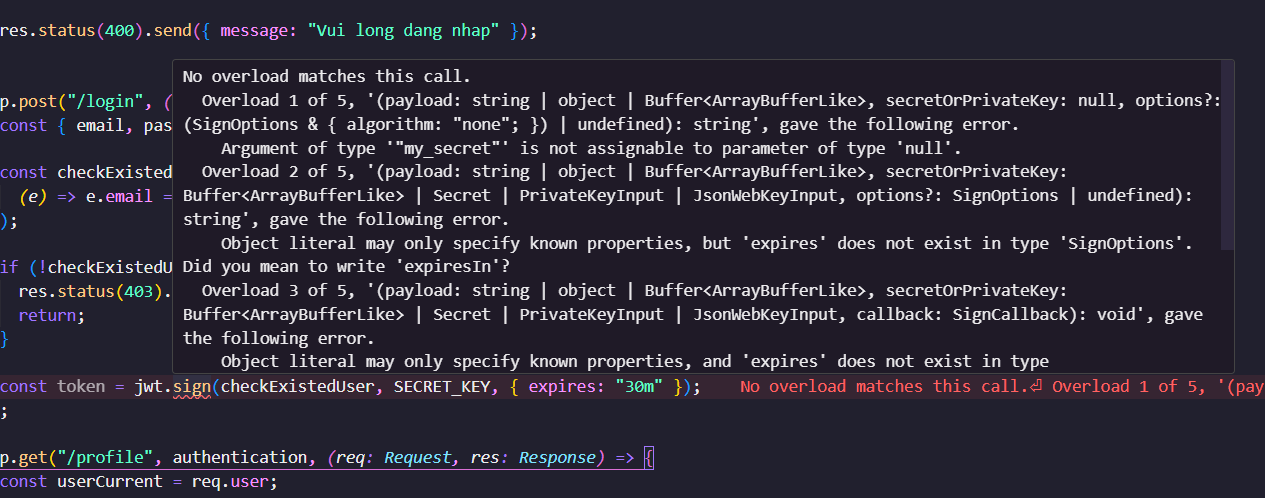 res.status(400).send({ message: "Vui long dang nhap" });
No overload matches this call.
Overload 1 of 5, '(payload: string | object | Buffer<ArrayBufferLike>, secretOrPrivateKey: null, options?:
p.post("/login", (
(SignOptions & { algorithm: "none"; }) | undefined): string', gave the following error.
const { email, pas
Argument of type '"my_secret"' is not assignable to parameter of type 'null'.
const checkExisted
Overload 2 of 5, '(payload: string | object | Buffer<ArrayBufferLike>, secretOrPrivateKey:
(e) => e.email =
Buffer<ArrayBufferLike> | Secret | PrivateKeyInput | JsonWebKeyInput, options?: SignOptions | undefined):
);
string', gave the following error.
Object literal may only specify known properties, but 'expires' does not exist in type 'SignOptions'.
if (!checkExistedU
Did you mean to write 'expiresIn'?
res.status(403).
Overload 3 of 5, '(payload: string | object | Buffer<ArrayBufferLike>, secretOrPrivateKey:
return;
Buffer<ArrayBufferLike> | Secret | PrivateKeyInput | JsonWebKeyInput, callback: SignCallback): void', gave
}
the following error.
Object literal may only specify known properties, and 'expires' does not exist in type
const token = jwt.sign(checkExistedUser, SECRET_KEY, { expires: "30m" }); No overload matches this call.⏎ Overload 1 of 5, '(pay
;
p.get("/profile", authentication, (req: Request, res: Response) => {
const userCurrent = req.user;